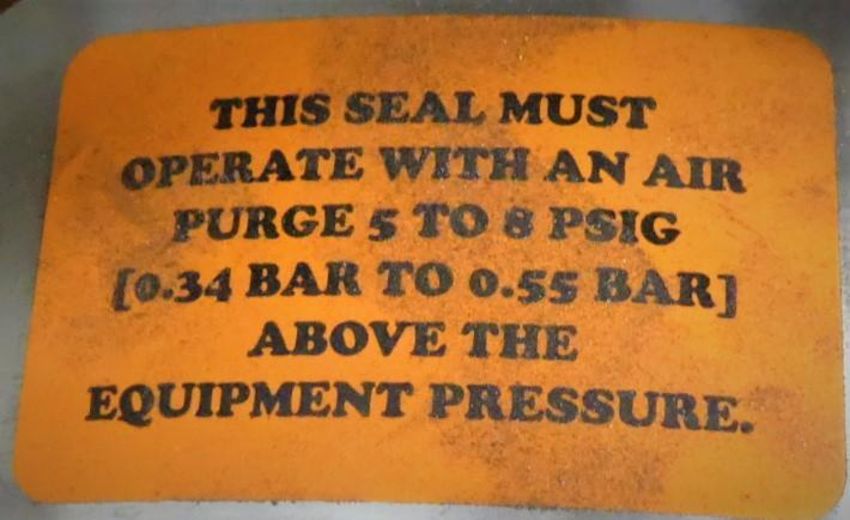 THIS SEAL MUST
OPERATE WITH AN AIR
PURGE 5 TO 8 PSIG
[0.34 BAR TO 0.55 BAR]
ABOVE THE
EQUIPMENT PRESSURE.